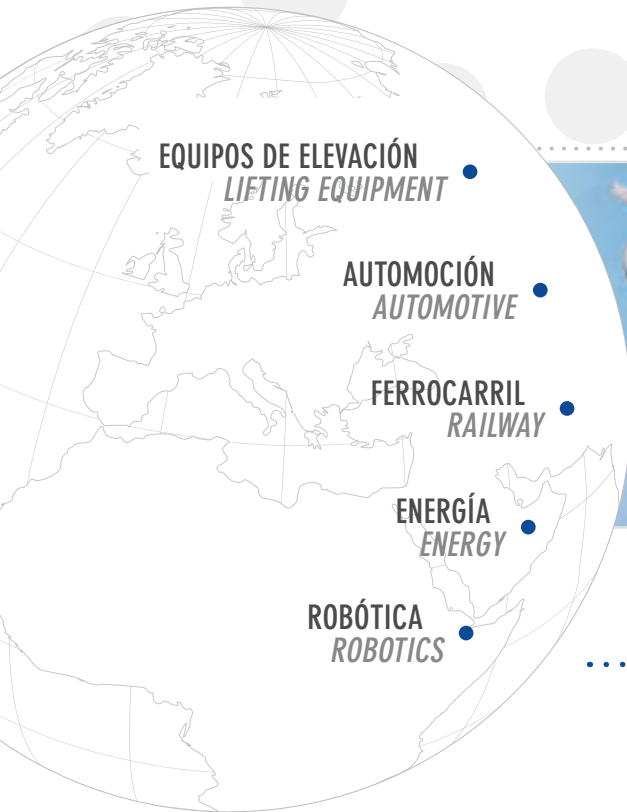 EQUIPOS DE ELEVACIÓN
LIFTING EQUIPMENT
AUTOMOCIÓN
AUTOMOTIVE
FERROCARRIL
RAILWAY
ENERGÍA
ENERGY
ROBÓTICA
ROBOTICS